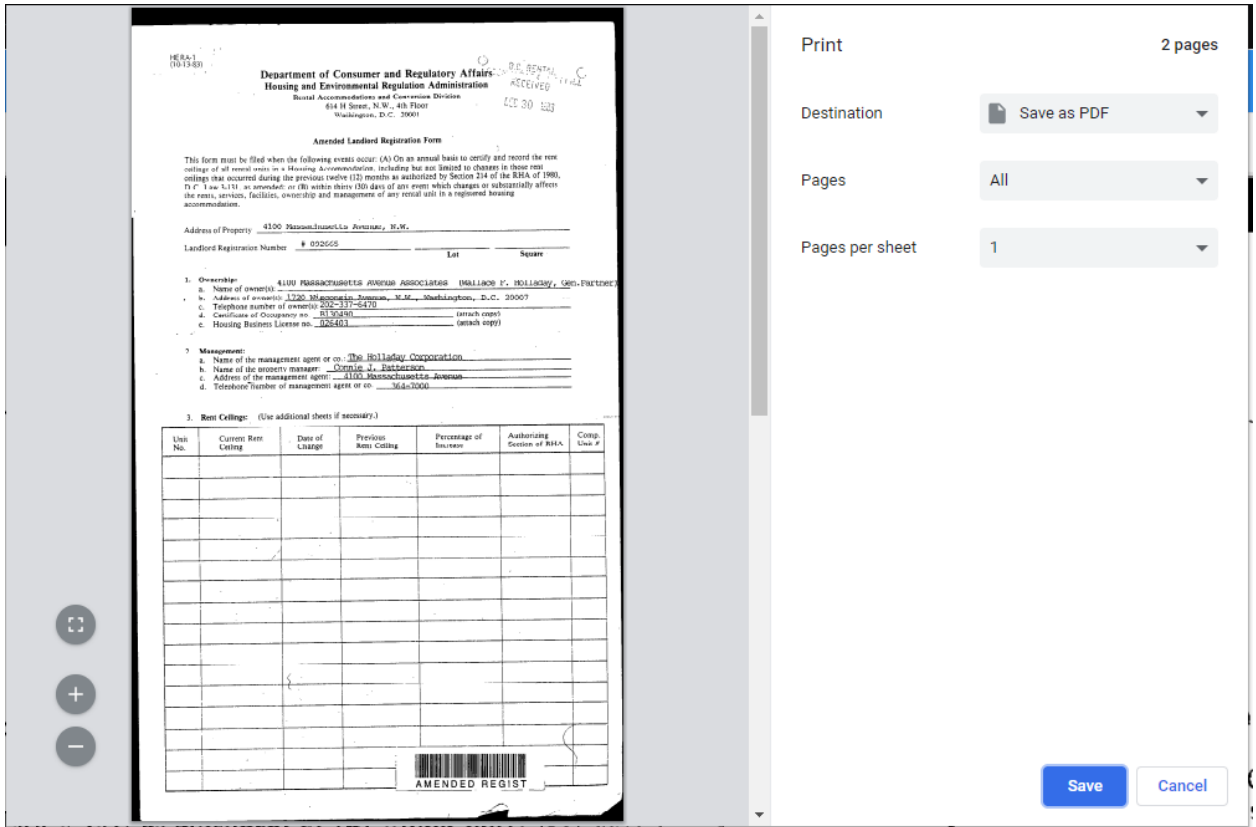 HERA-1
(10-13-83)
Department of Consumer and Regulatory Affairs
Housing and Environmental Regulation Administration
Rental Accommodations and Conversion Division
614 H Street, N.W., 4th Floor
Washington, D.C. 20001
D.C. RENTAL
RECEIVED
30
Amended Landlord Registration Form
This form must be filed when the following events occur: (A) On an annual basis to certify and record the rent
ceilings of all rental units in a Housing Accommodation, including but not limited to changes in those rent
ceilings that occurred during the previous twelve (12) months as authorized by Section 214 of the RHA of 1980,
D.C. Law 3-131, as amended; or (B) within thirty (30) days of any event which changes or substantially affects
the rents, services, facilities, ownership and management of any rental unit in a registered housing
accommodation.
Address of Property 4100 Massachusetts Avenue, N.W.
Landlord Registration Number # 092665
Lot Square
1. Ownership:
a. Name of owner(s): 4100 Massachusetts Avenue Associates (Wallace F. Holladay, Gen.Partner)
b. Address of owner(s): 1720 Wisconsin Avenue, N.W., Washington, D.C. 20007
c. Telephone number of owner(s): 202-337-6470
d. Certificate of Occupancy no. B130490 (attach copy)
e. Housing Business License no. 026403 (attach copy)
2 Management:
a. Name of the management agent or co.: The Holladay Corporation
b. Name of the property manager: Connie J. Patterson
c. Address of the management agent: 4100 Massachusetts Avenue
d. Telephone number of management agent or co. 364-7000
3. Rent Ceilings: (Use additional sheets if necessary.)
Unit No. Current Rent Ceiling Date of Change Previous Rent Ceiling Percentage of Increase Authorizing Section of RHA Comp. Unit #
AMENDED REGIST
Print 2 pages
Destination Save as PDF
Pages All
Pages per sheet 1
Save Cancel